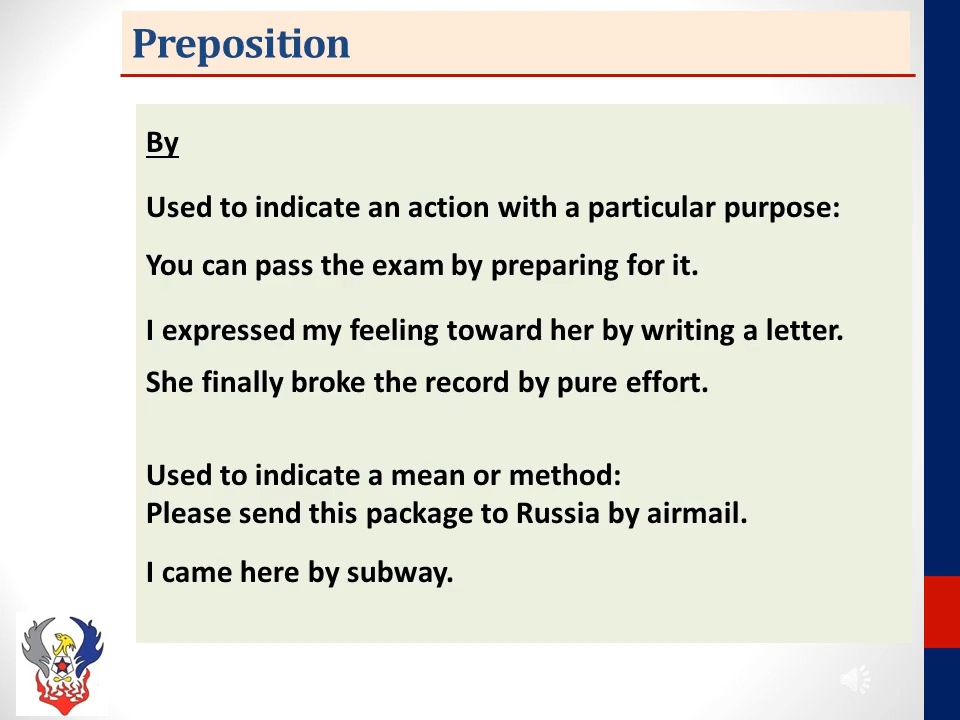 Preposition
By
Used to indicate an action with a particular purpose:
You can pass the exam by preparing for it.
I expressed my feeling toward her by writing a letter.
She finally broke the record by pure effort.
Used to indicate a mean or method:
Please send this package to Russia by airmail.
I came here by subway.